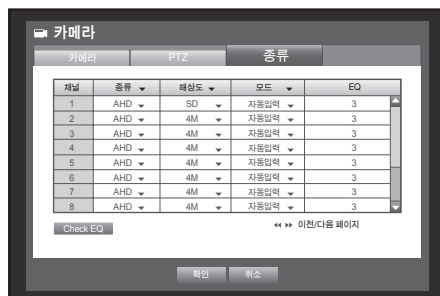 카메라
카메라 PTZ 종류
채널 종류 해상도 모드 EQ
1 AHD SD 자동입력 3
2 AHD 4M 자동입력 3
3 AHD 4M 자동입력 3
4 AHD 4M 자동입력 3
5 AHD 4M 자동입력 3
6 AHD 4M 자동입력 3
7 AHD 4M 자동입력 3
8 AHD 4M 자동입력 3
Check EQ 이전/다음 페이지
확인 취소